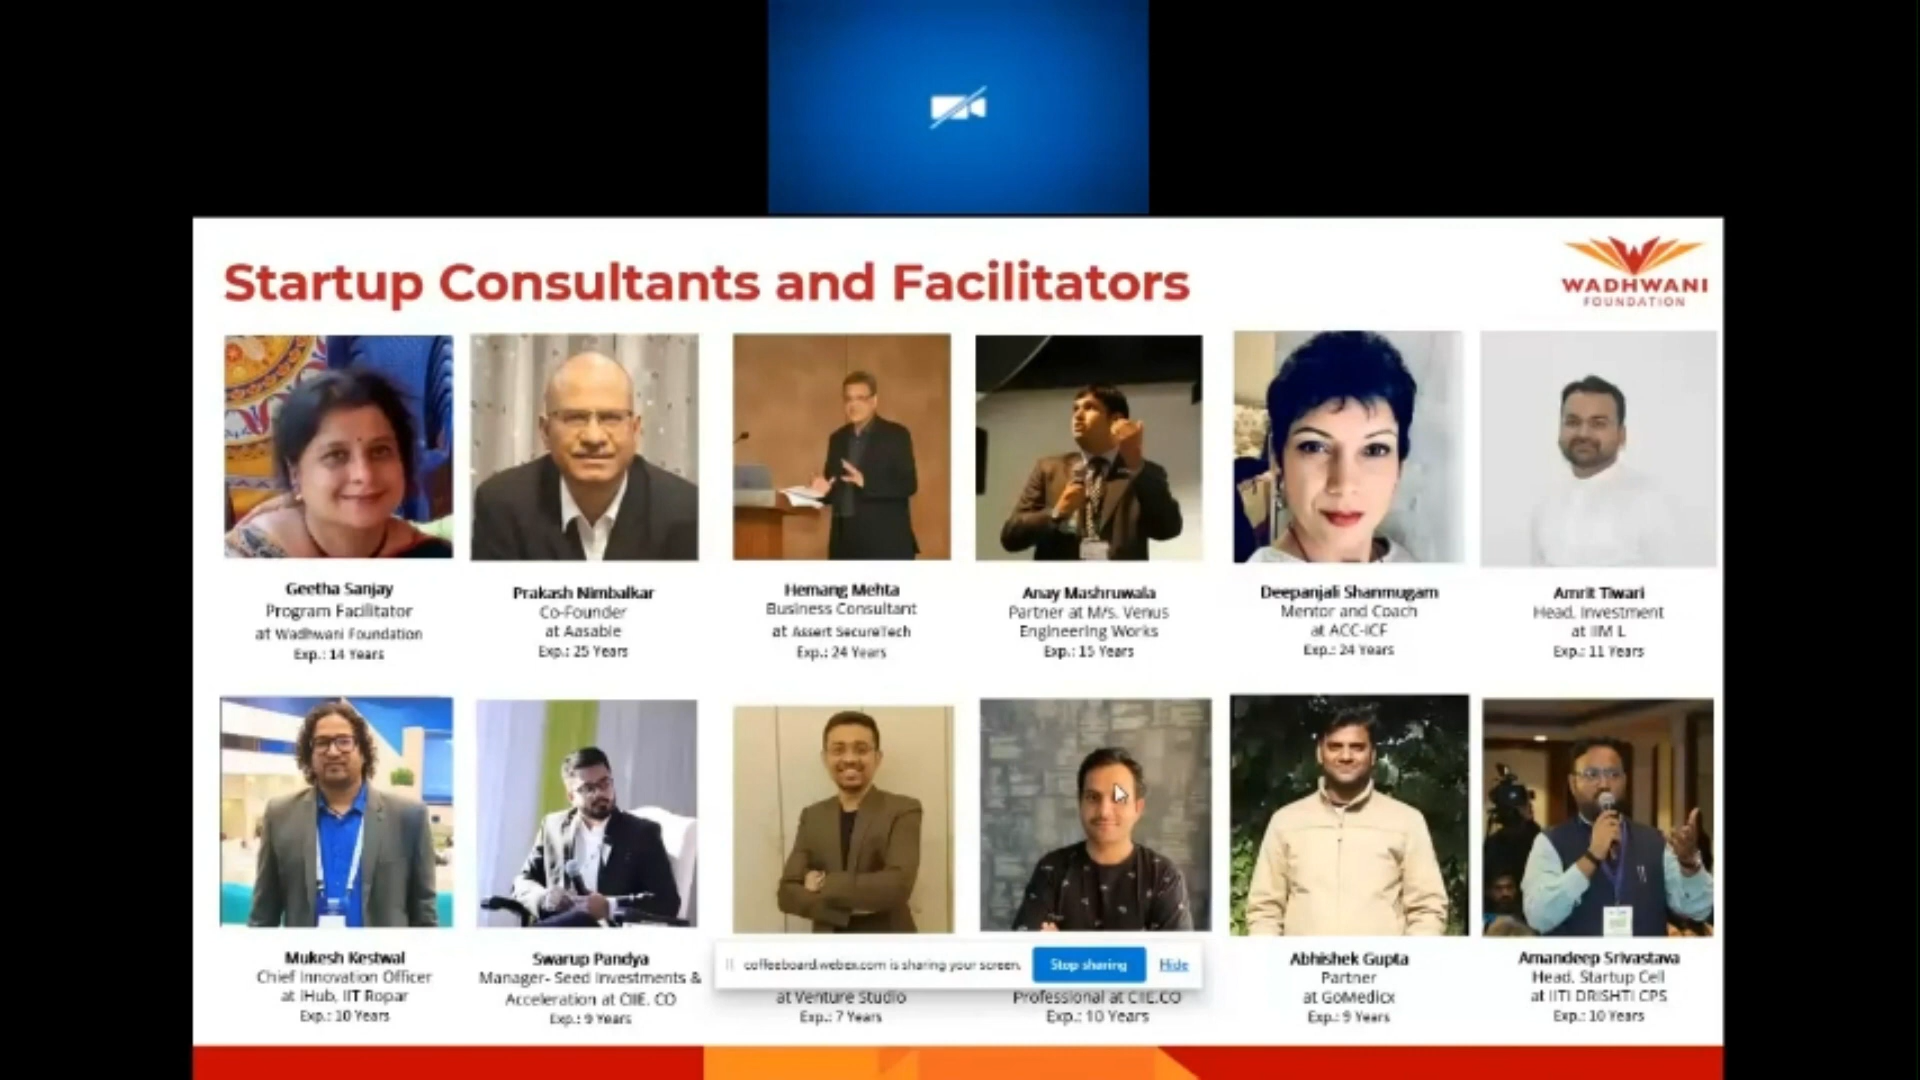 Startup Consultants and Facilitators
WADHWANI
FOUNDATION
Geetha Sanjay
Program Facilitator
at Wadhwani Foundation
Exp.: 14 Years
Prakash Nimbalkar
Co-Founder
at Aasable
Exp.: 25 Years
Hemang Mehta
Business Consultant
at Assert SecureTech
Exp.: 24 Years
Anay Mashruwala
Partner at M/s. Venus
Engineering Works
Exp.: 15 Years
Deepanjali Shanmugam
Mentor and Coach
at ACC-ICF
Exp.: 24 Years
Amrit Tiwari
Head, Investment
at IIM L
Exp.: 11 Years
Mukesh Kestwal
Chief Innovation Officer
at iHub, IIT Ropar
Exp.: 10 Years
Swarup Pandya
Manager- Seed Investments &
Acceleration at CIIE. CO
Exp.: 9 Years
coffeeboard.webex.com is sharing your screen.
Stop sharing
Hide
at Venture Studio
Exp.: 7 Years
Professional at CIIE.CO
Exp.: 10 Years
Abhishek Gupta
Partner
at GoMedicx
Exp.: 9 Years
Amandeep Srivastava
Head, Startup Cell
at IITI DRISHTI CPS
Exp.: 10 Years